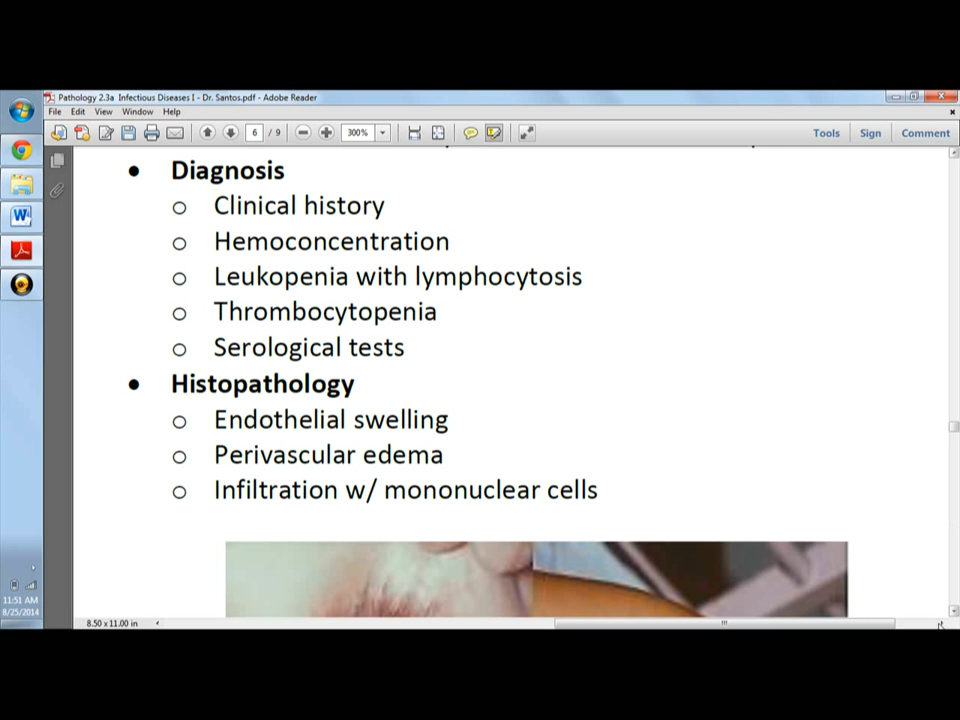 Pathology 2.3a Infectious Diseases I - Dr. Santos.pdf - Adobe Reader
File Edit View Window Help
6 / 9 300% Tools Sign Comment
• Diagnosis
o Clinical history
o Hemoconcentration
o Leukopenia with lymphocytosis
o Thrombocytopenia
o Serological tests
• Histopathology
o Endothelial swelling
o Perivascular edema
o Infiltration w/ mononuclear cells
11:51 AM
8/25/2014
8.50 x 11.00 in